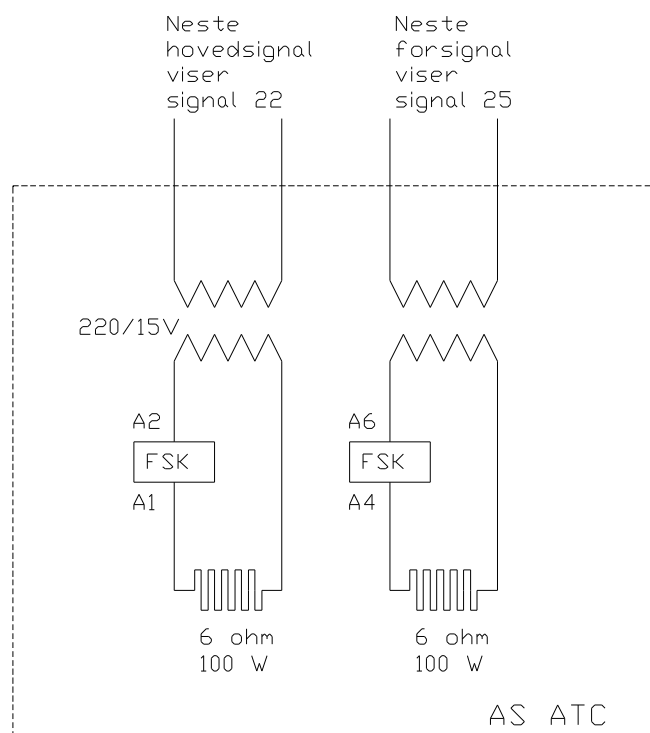 Neste
hovedsignal
viser
signal 22
Neste
forsignal
viser
signal 25
220/15V
A2
FSK
A1
A6
FSK
A4
6 ohm
100 W
6 ohm
100 W
AS ATC